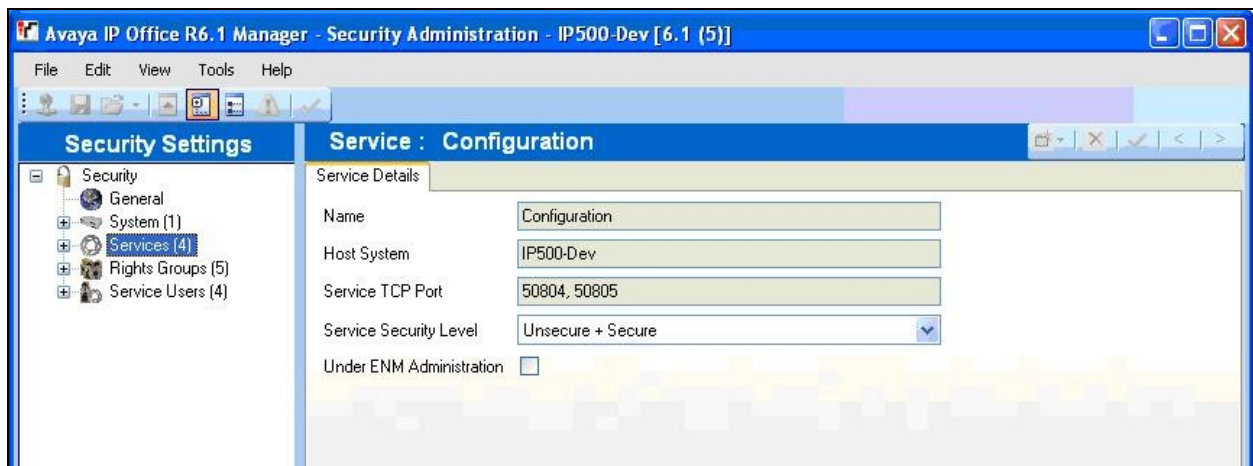 Avaya IP Office R6.1 Manager - Security Administration - IP500-Dev [6.1 (5)]
File Edit View Tools Help
Security Settings
Security
General
System (1)
Services (4)
Rights Groups (5)
Service Users (4)
Service : Configuration
Service Details
Name Configuration
Host System IP500-Dev
Service TCP Port 50804, 50805
Service Security Level Unsecure + Secure
Under ENM Administration